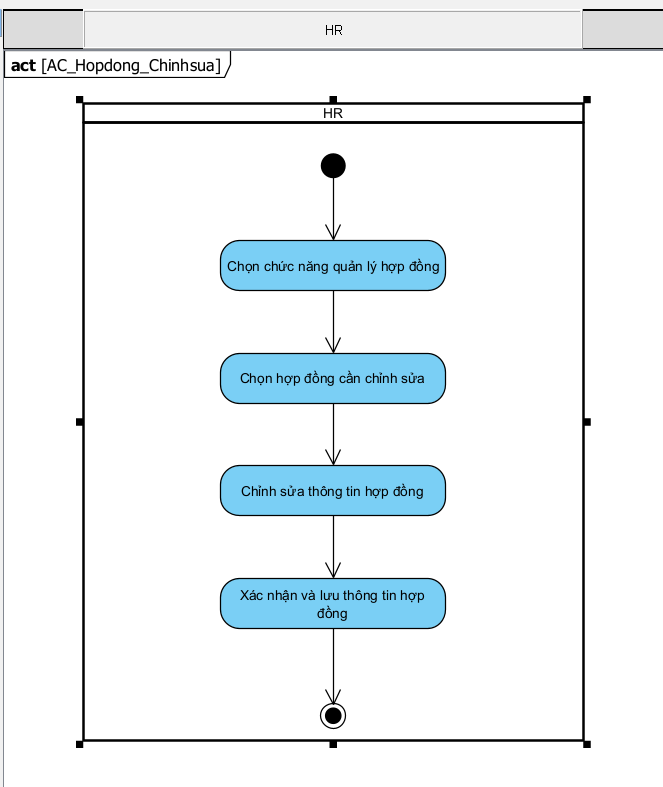 HR
act [AC_Hopdong_Chinhsua]
HR
Chọn chức năng quản lý hợp đồng
Chọn hợp đồng cần chỉnh sửa
Chỉnh sửa thông tin hợp đồng
Xác nhận và lưu thông tin hợp
đồng